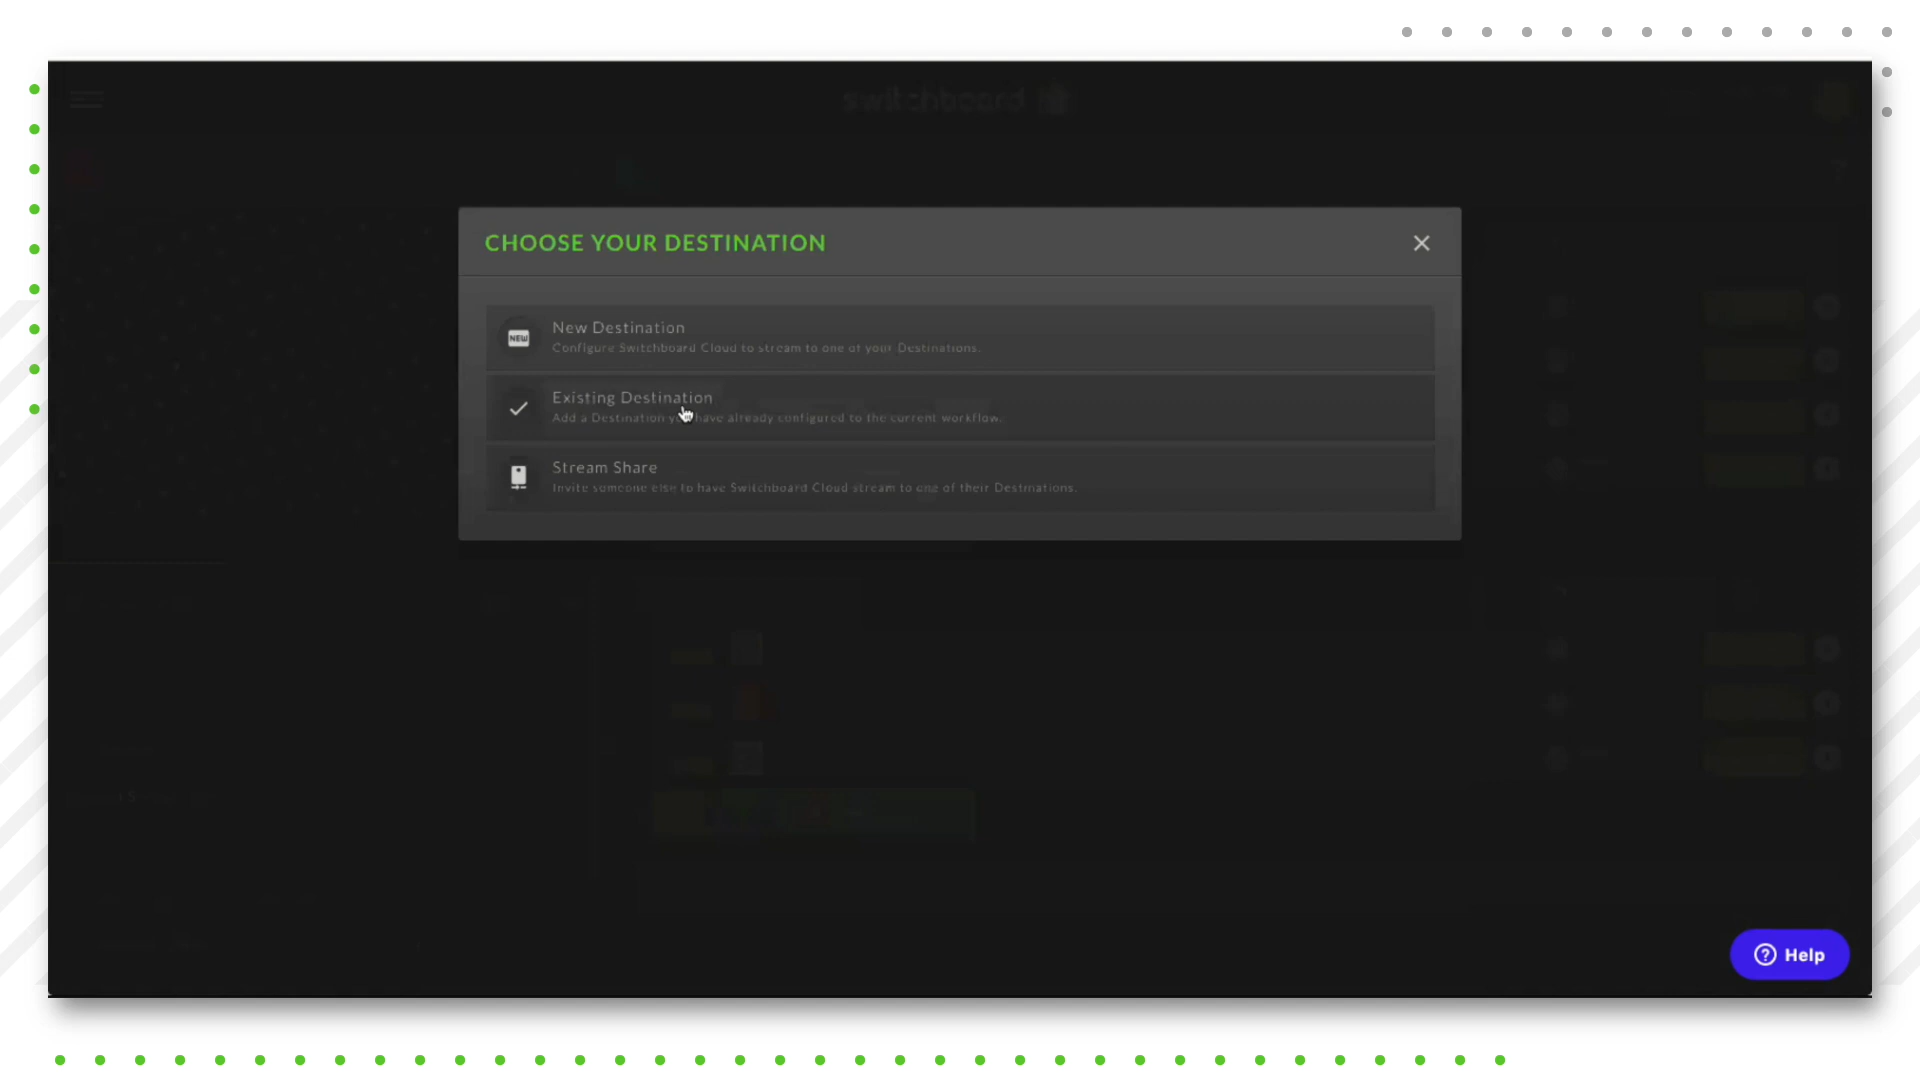 switchboard
CHOOSE YOUR DESTINATION
NEW
New Destination
Configure Switchboard Cloud to stream to one of your Destinations.
Existing Destination
Add a Destination you have already configured to the current workflow.
Stream Share
Invite someone else to have Switchboard Cloud stream to one of their Destinations.
? Help